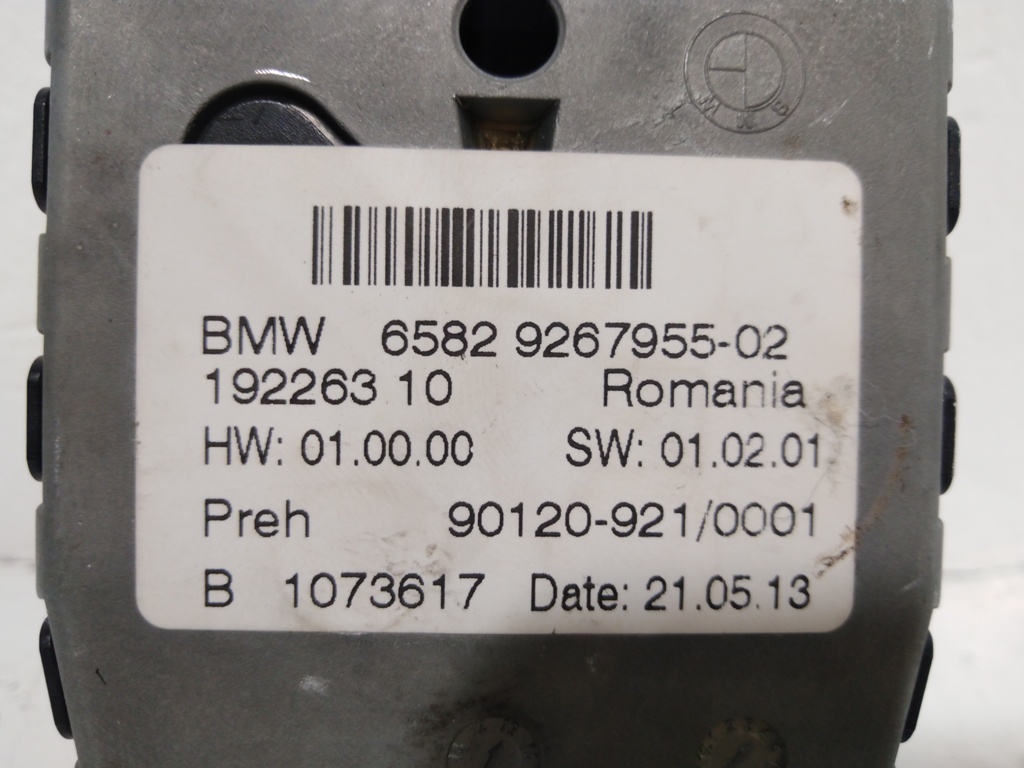 BMW
BMW 6582 9267955-02
192263 10 Romania
HW: 01.00.00 SW: 01.02.01
Preh 90120-921/0001
B 1073617 Date: 21.05.13